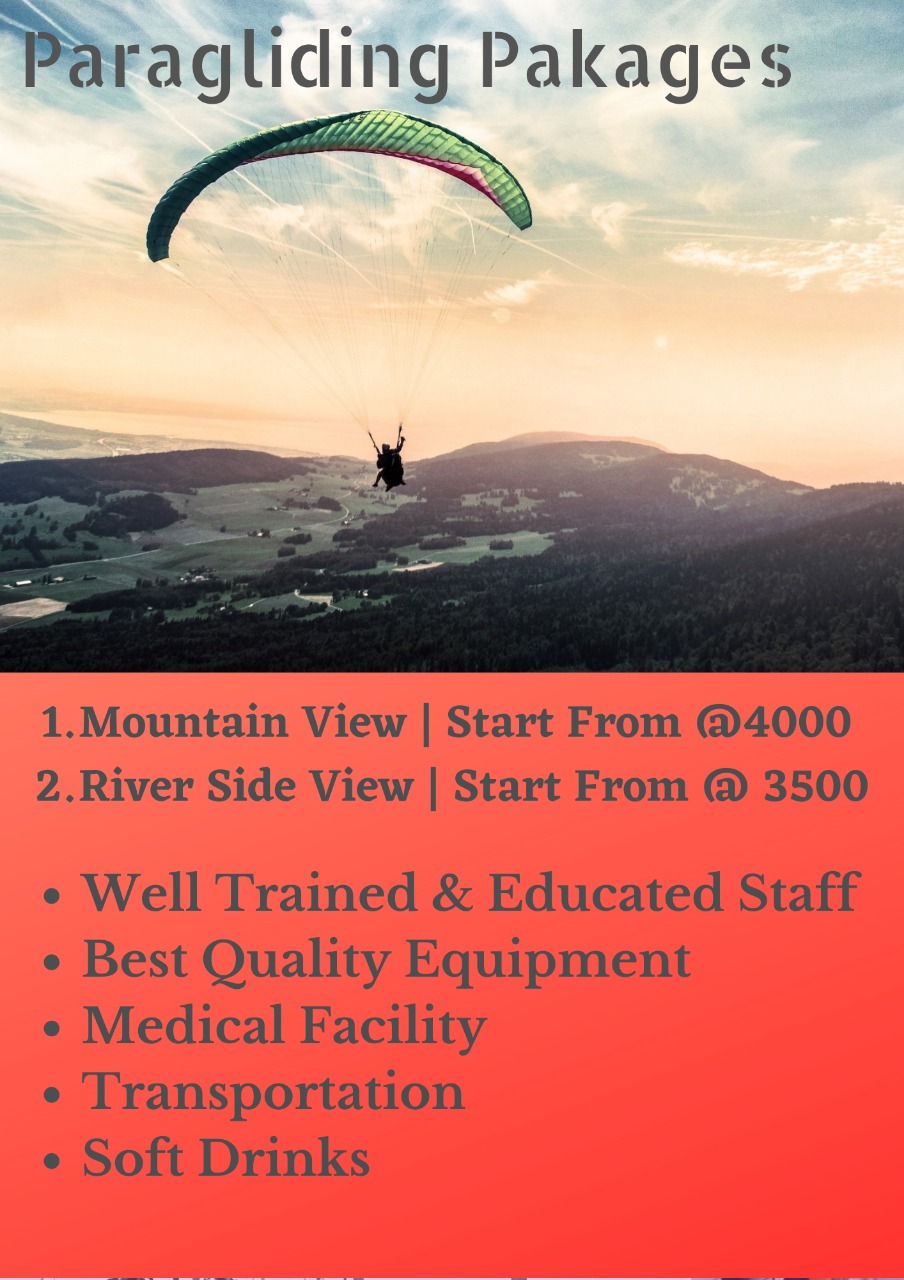 Paragliding Pakages
1.Mountain View | Start From @4000
2.River Side View | Start From @ 3500
• Well Trained & Educated Staff
• Best Quality Equipment
• Medical Facility
• Transportation
• Soft Drinks